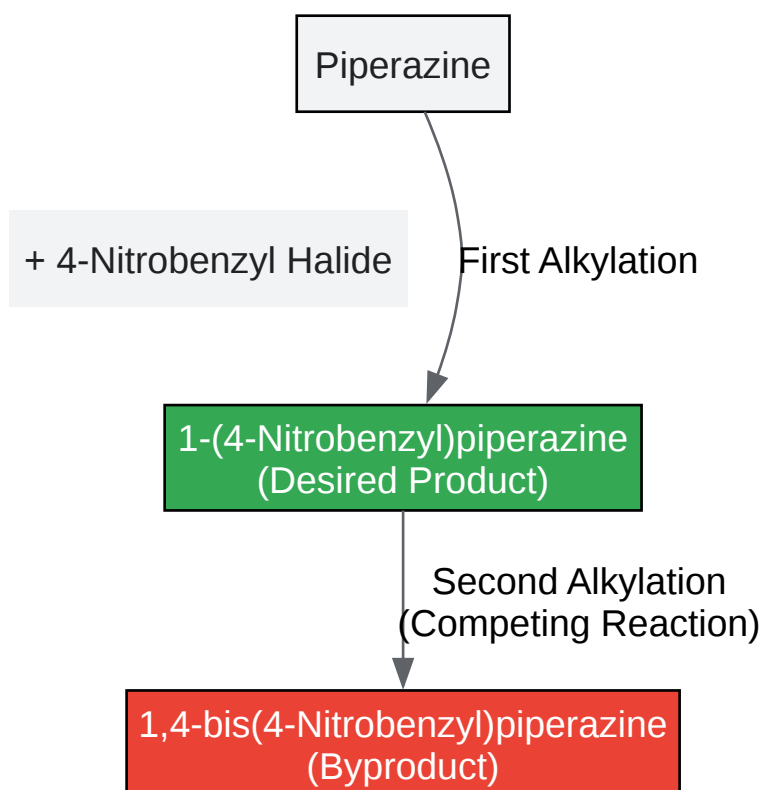 Piperazine
+ 4-Nitrobenzyl Halide
First Alkylation
1-(4-Nitrobenzyl)piperazine
(Desired Product)
Second Alkylation
(Competing Reaction)
1,4-bis(4-Nitrobenzyl)piperazine
(Byproduct)